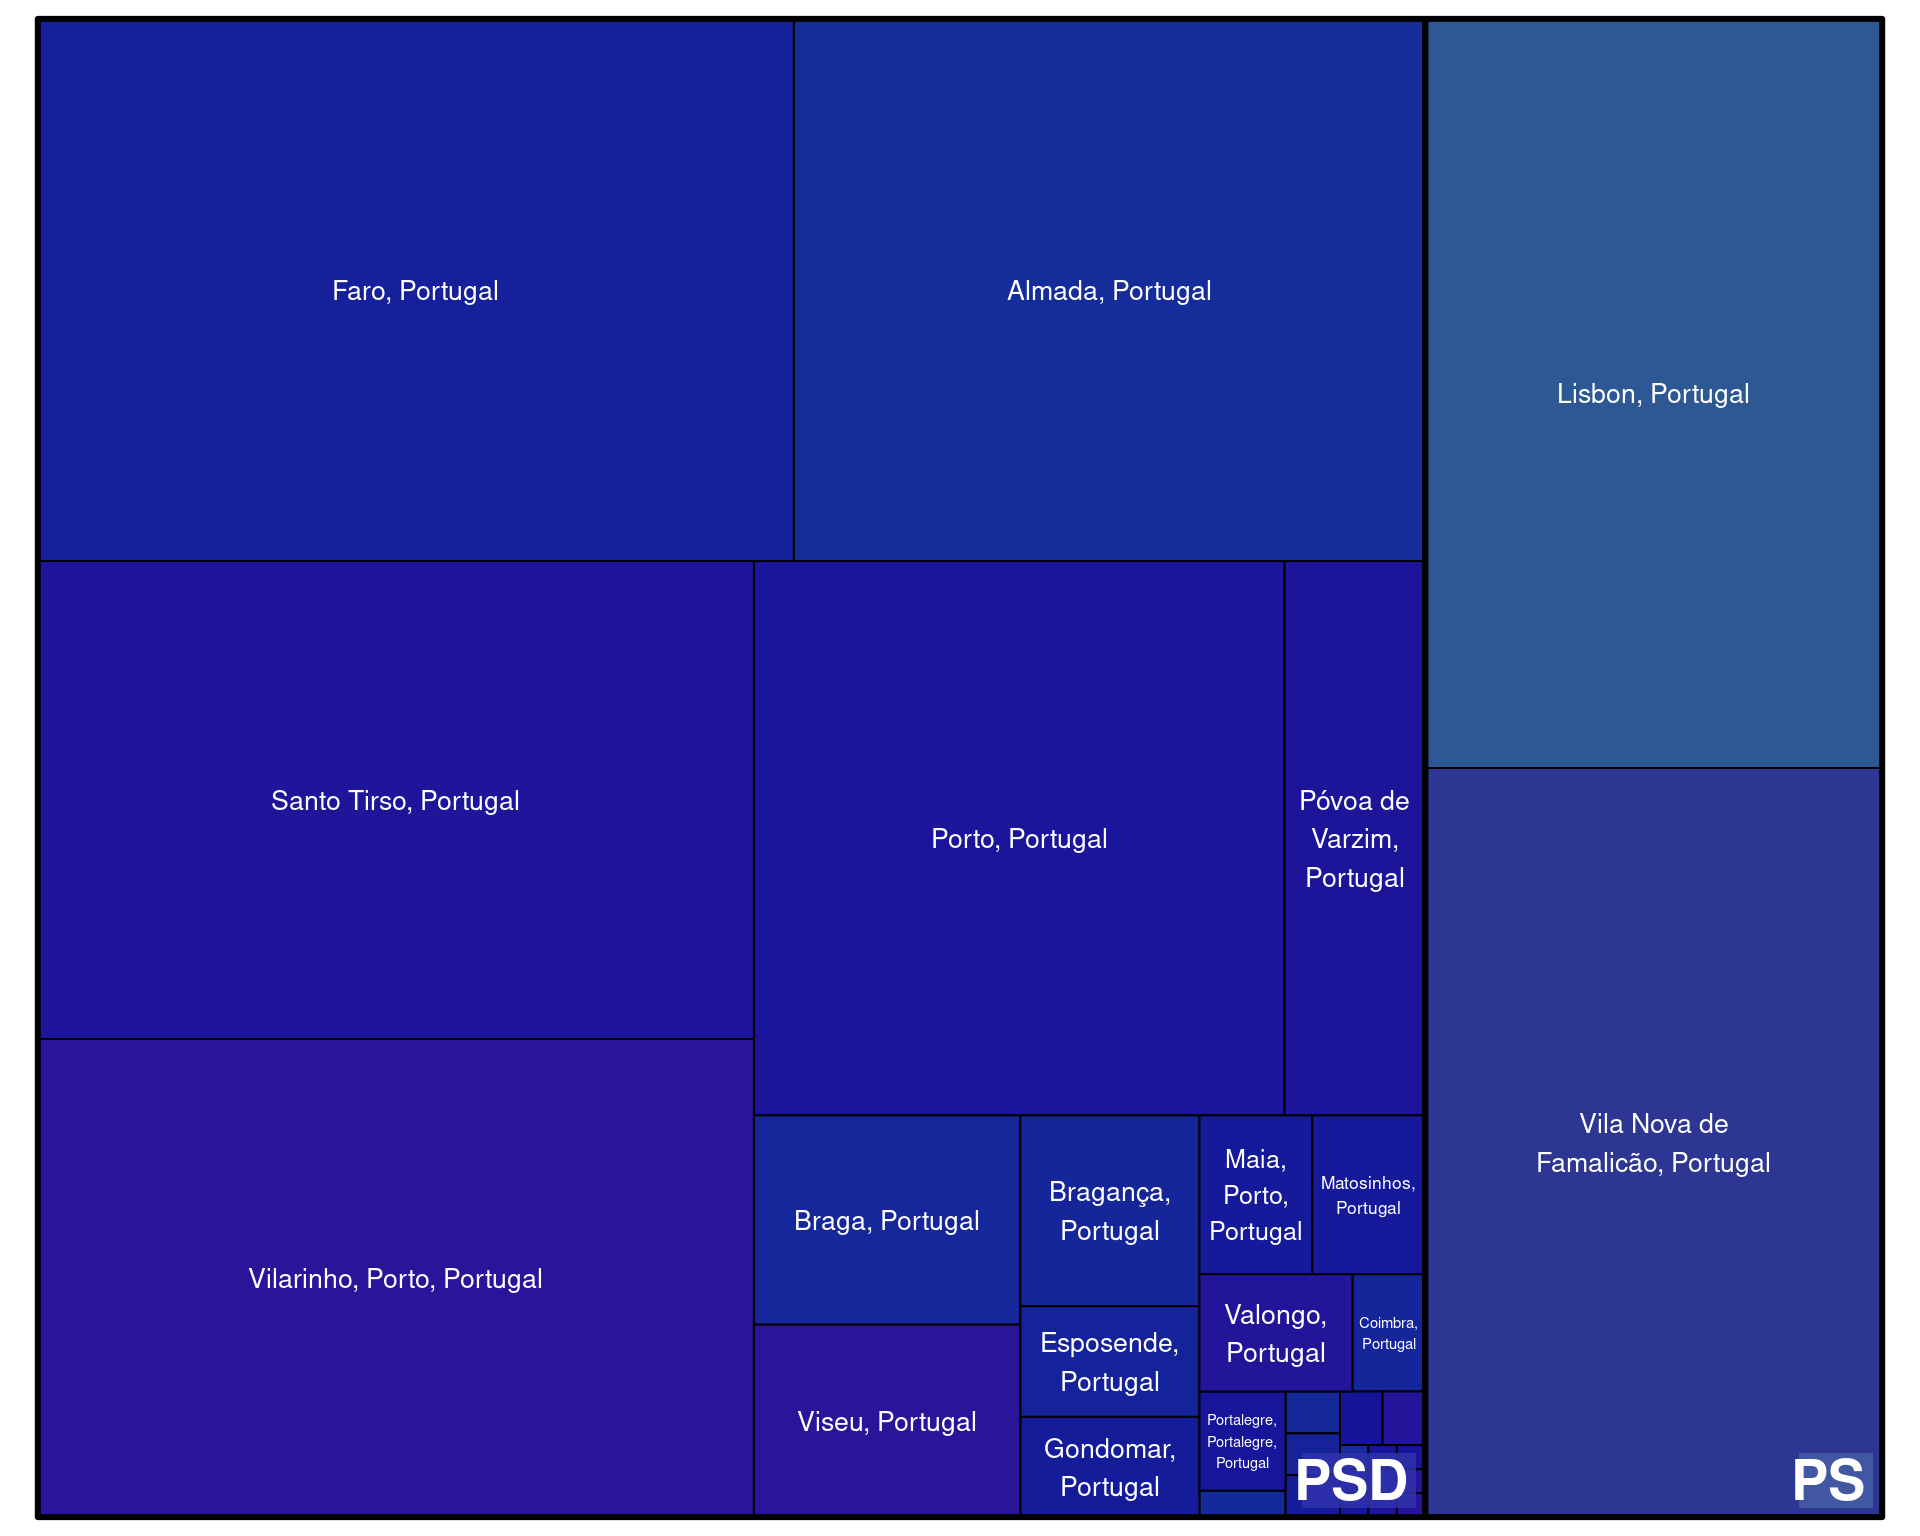 Faro, Portugal
Almada, Portugal
Lisbon, Portugal
Santo Tirso, Portugal
Porto, Portugal
Póvoa de
Varzim,
Portugal
Vila Nova de
Famalicão, Portugal
Vilarinho, Porto, Portugal
Braga, Portugal
Bragança,
Portugal
Maia,
Porto,
Portugal
Matosinhos,
Portugal
Valongo,
Portugal
Coimbra,
Portugal
Esposende,
Portugal
Viseu, Portugal
Gondomar,
Portugal
Portalegre,
Portalegre,
Portugal
PSD
PS